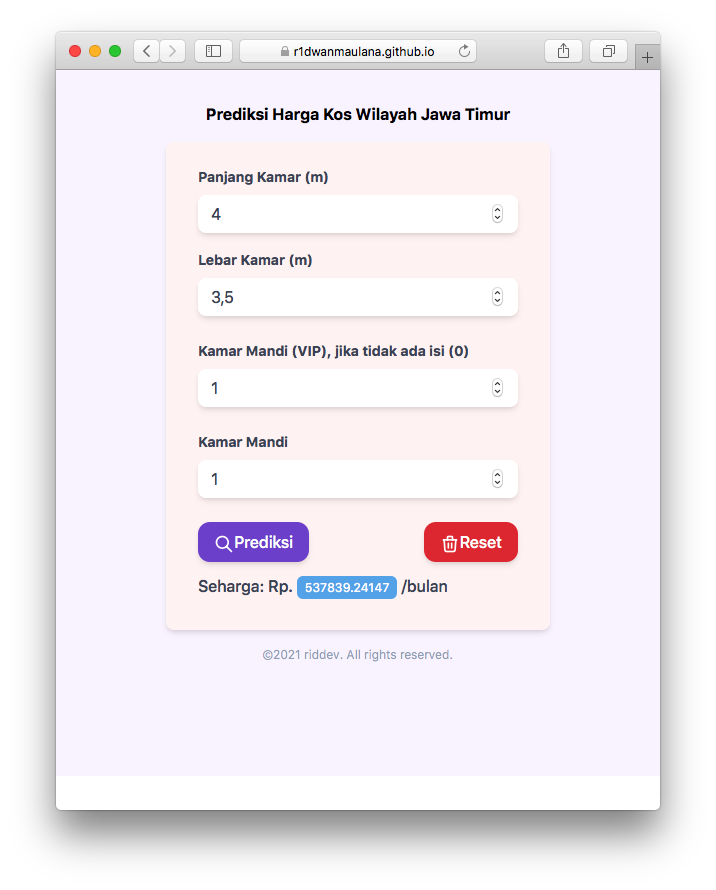 r1dwanmaulana.github.io
Prediksi Harga Kos Wilayah Jawa Timur
Panjang Kamar (m)
4
Lebar Kamar (m)
3,5
Kamar Mandi (VIP), jika tidak ada isi (0)
1
Kamar Mandi
1
Prediksi Reset
Seharga: Rp. 537839.24147 /bulan
©2021 riddev. All rights reserved.